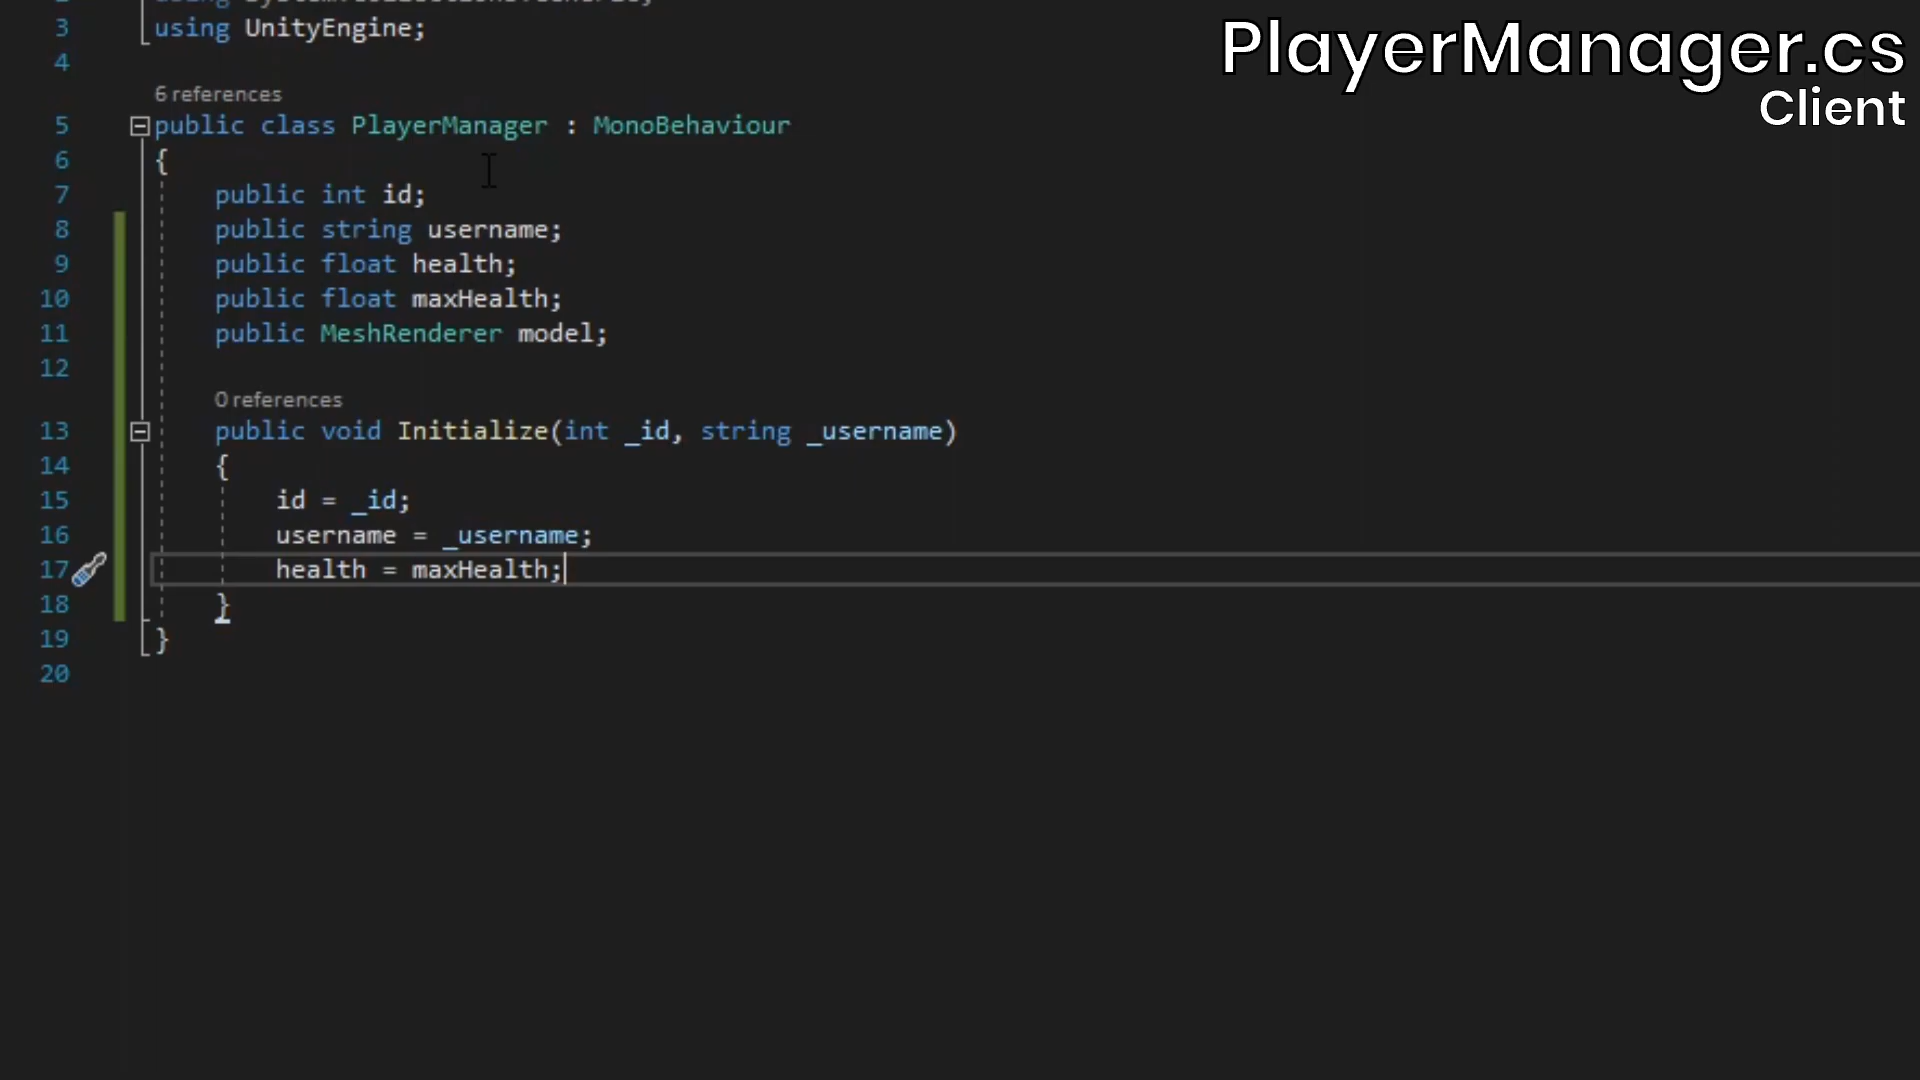 PlayerManager.cs
Client
3 using UnityEngine;
4
6 references
5 public class PlayerManager : MonoBehaviour
6 {
7 public int id;
8 public string username;
9 public float health;
10 public float maxHealth;
11 public MeshRenderer model;
12
0 references
13 public void Initialize(int _id, string _username)
14 {
15 id = _id;
16 username = _username;
17 health = maxHealth;
18 }
19 }
20